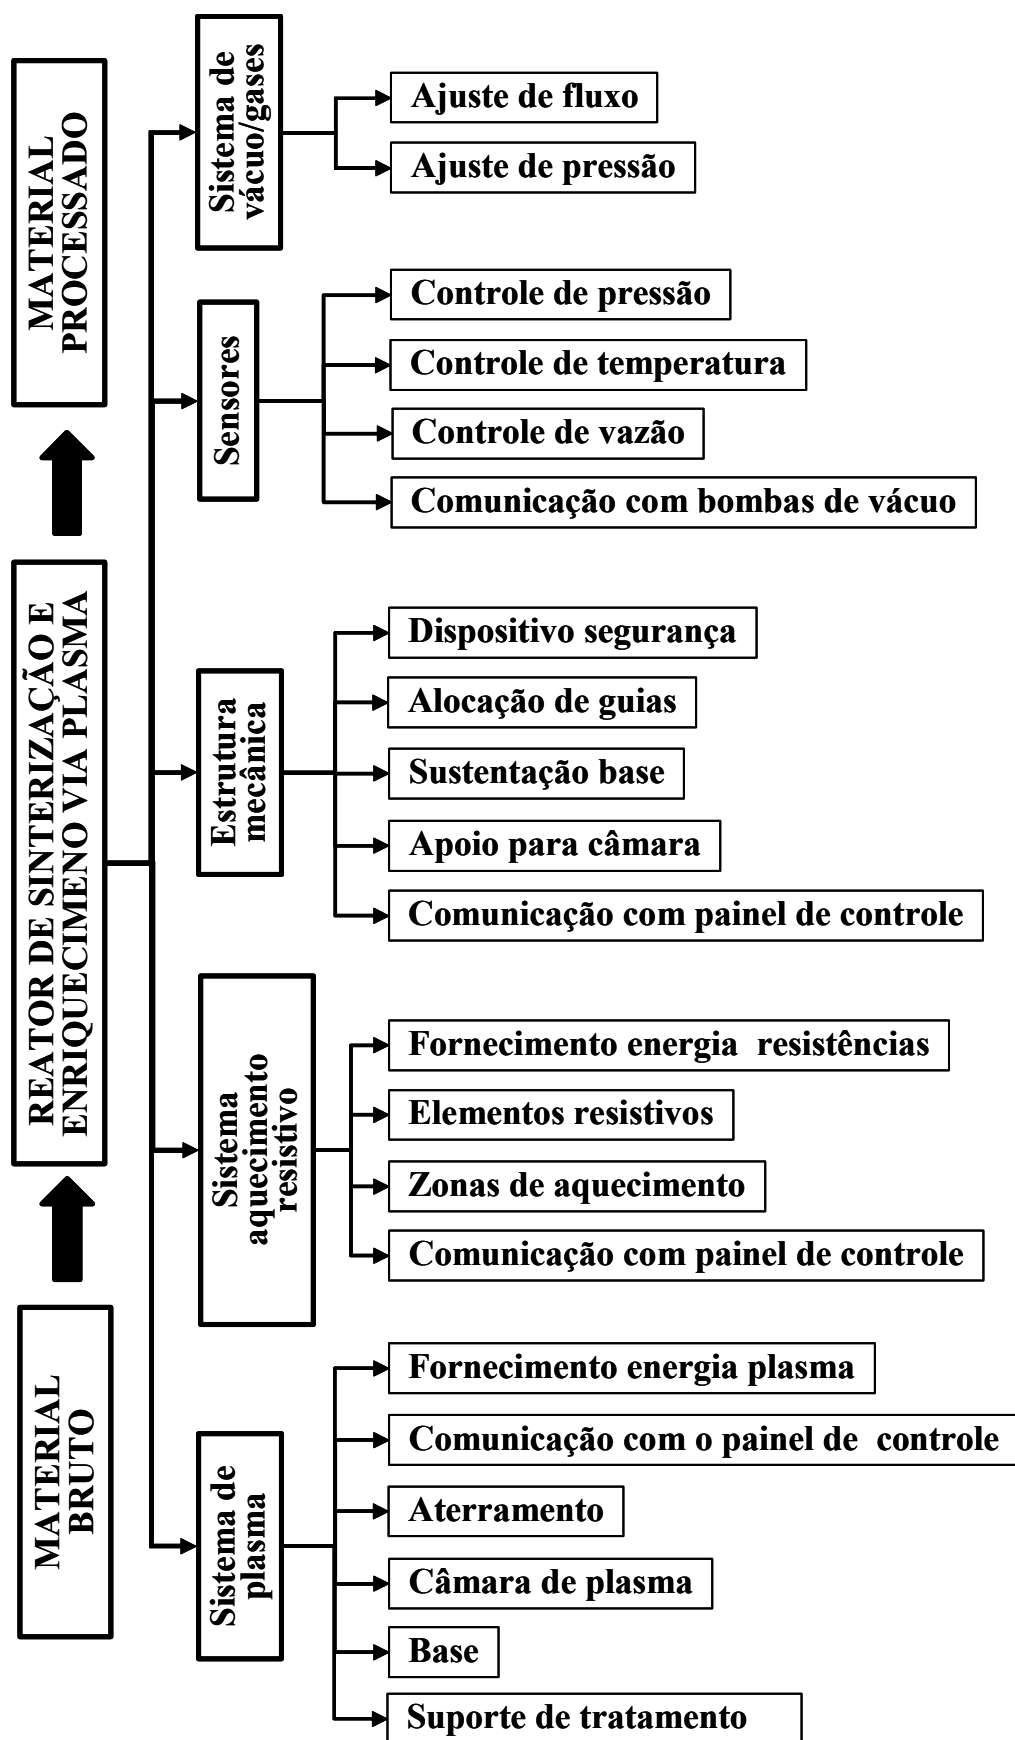 MATERIAL
PROCESSADO
REATOR DE SINTERIZAÇÃO E
ENRIQUECIMENO VIA PLASMA
MATERIAL
BRUTO
Sistema de
vácuo/gases
Ajuste de fluxo
Ajuste de pressão
Sensores
Controle de pressão
Controle de temperatura
Controle de vazão
Comunicação com bombas de vácuo
Estrutura
mecânica
Dispositivo segurança
Alocação de guias
Sustentação base
Apoio para câmara
Comunicação com painel de controle
Sistema
aquecimento
resistivo
Fornecimento energia  resistências
Elementos resistivos
Zonas de aquecimento
Comunicação com painel de controle
Sistema de
plasma
Fornecimento energia plasma
Comunicação com o painel de  controle
Aterramento
Câmara de plasma
Base
Suporte de tratamento